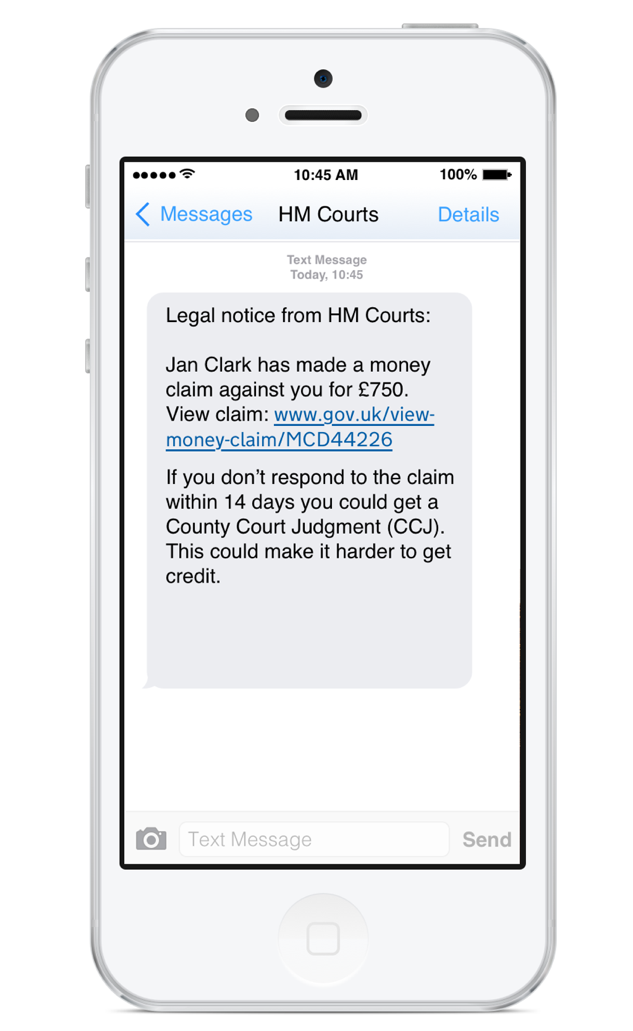 10:45 AM
100%
Messages
HM Courts
Details
Text Message
Today, 10:45
Legal notice from HM Courts:
Jan Clark has made a money
claim against you for £750.
View claim: www.gov.uk/view-
money-claim/MCD44226
If you don’t respond to the claim
within 14 days you could get a
County Court Judgment (CCJ).
This could make it harder to get
credit.
Text Message
Send